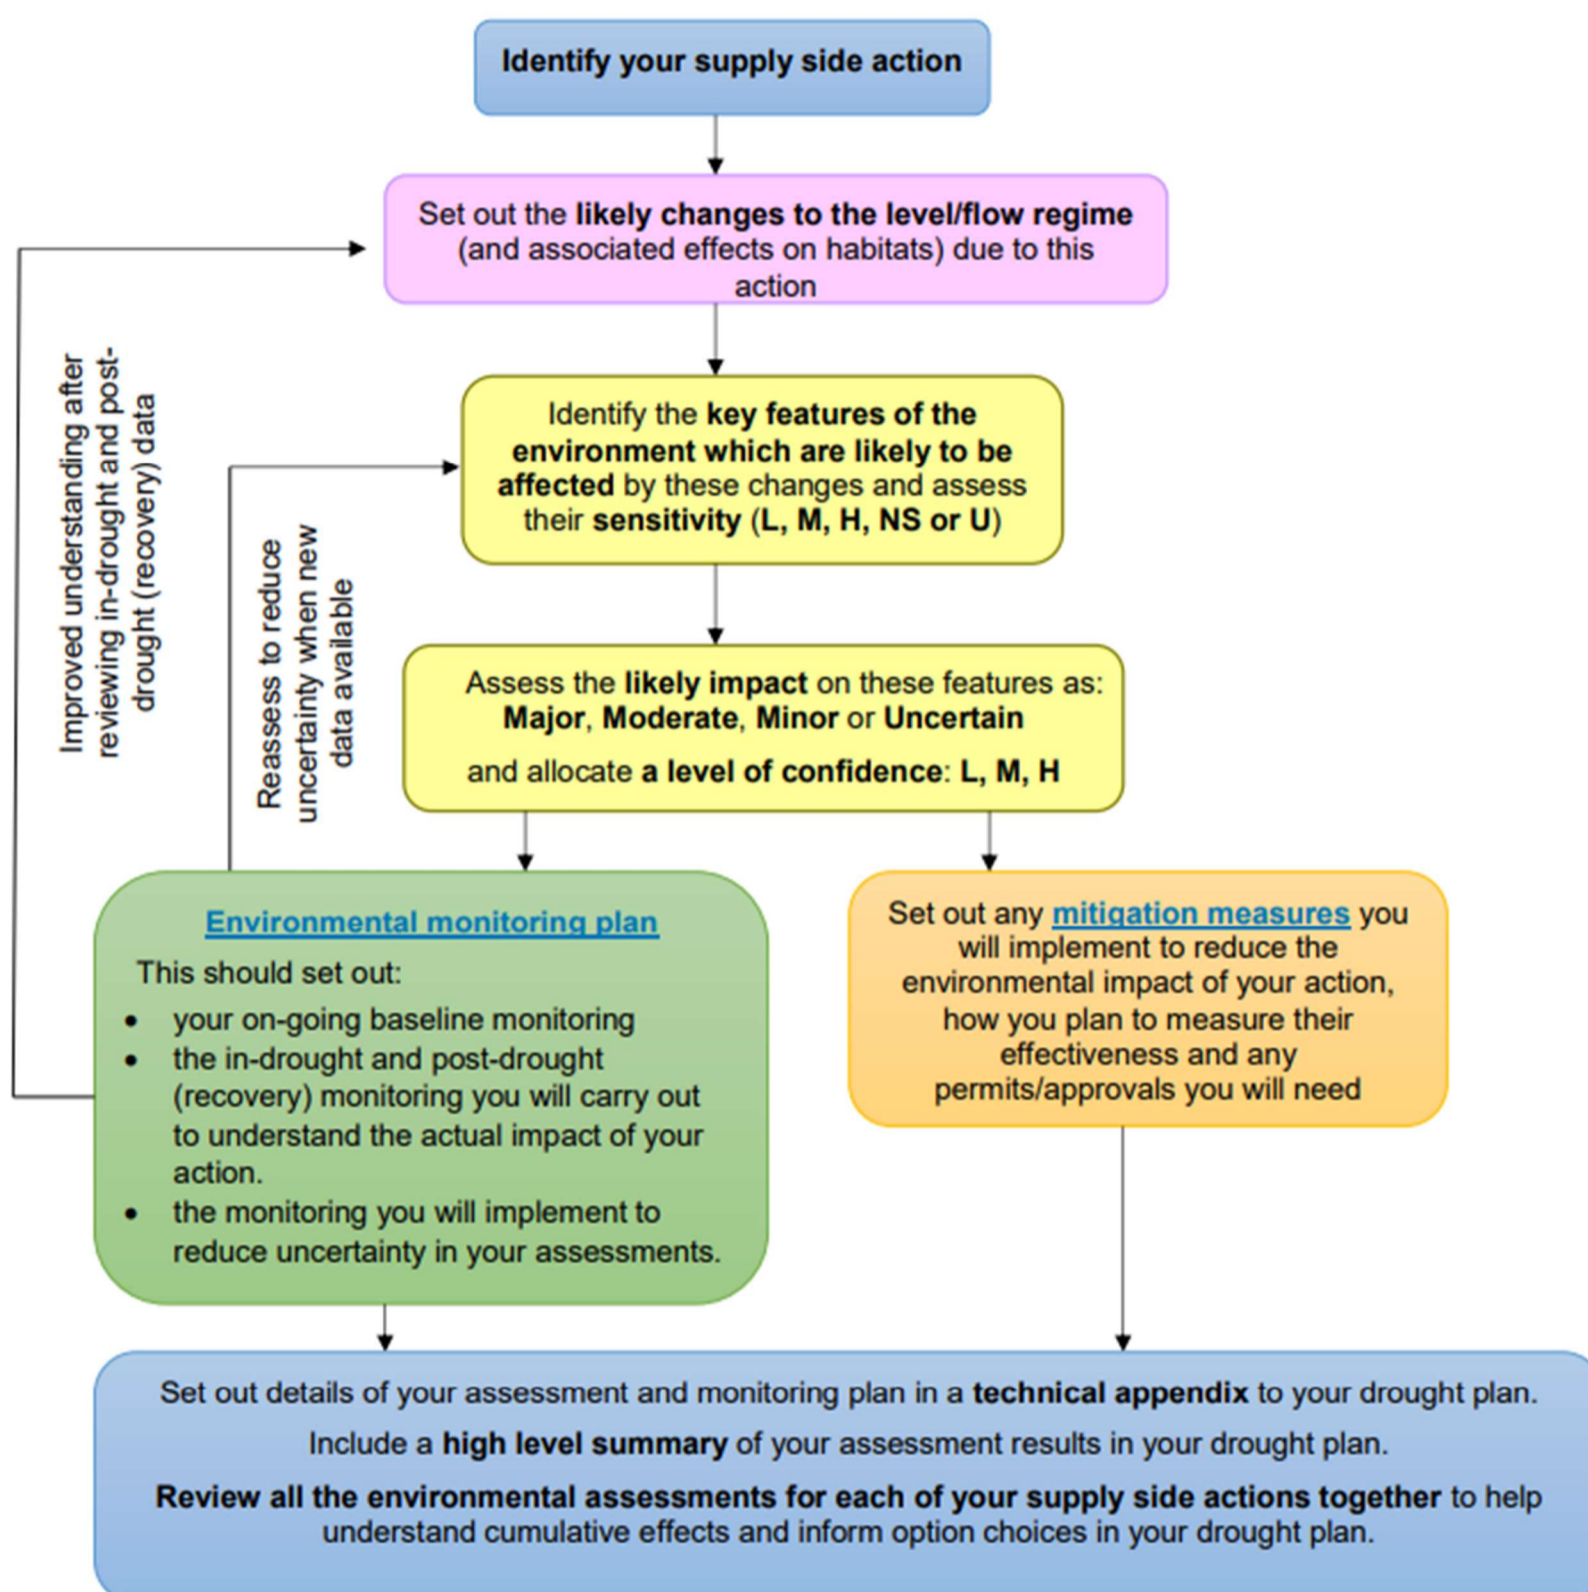 Identify your supply side action
Set out the likely changes to the level/flow regime
(and associated effects on habitats) due to this
action
Improved understanding after
reviewing in-drought and post-
drought (recovery) data
Identify the key features of the
environment which are likely to be
affected by these changes and assess
their sensitivity (L, M, H, NS or U)
Reassess to reduce
uncertainty when new
data available
Assess the likely impact on these features as:
Major, Moderate, Minor or Uncertain
and allocate a level of confidence: L, M, H
Environmental monitoring plan
This should set out:
• your on-going baseline monitoring
• the in-drought and post-drought
(recovery) monitoring you will carry out
to understand the actual impact of your
action.
• the monitoring you will implement to
reduce uncertainty in your assessments.
Set out any mitigation measures you
will implement to reduce the
environmental impact of your action,
how you plan to measure their
effectiveness and any
permits/approvals you will need
Set out details of your assessment and monitoring plan in a technical appendix to your drought plan.
Include a high level summary of your assessment results in your drought plan.
Review all the environmental assessments for each of your supply side actions together to help
understand cumulative effects and inform option choices in your drought plan.